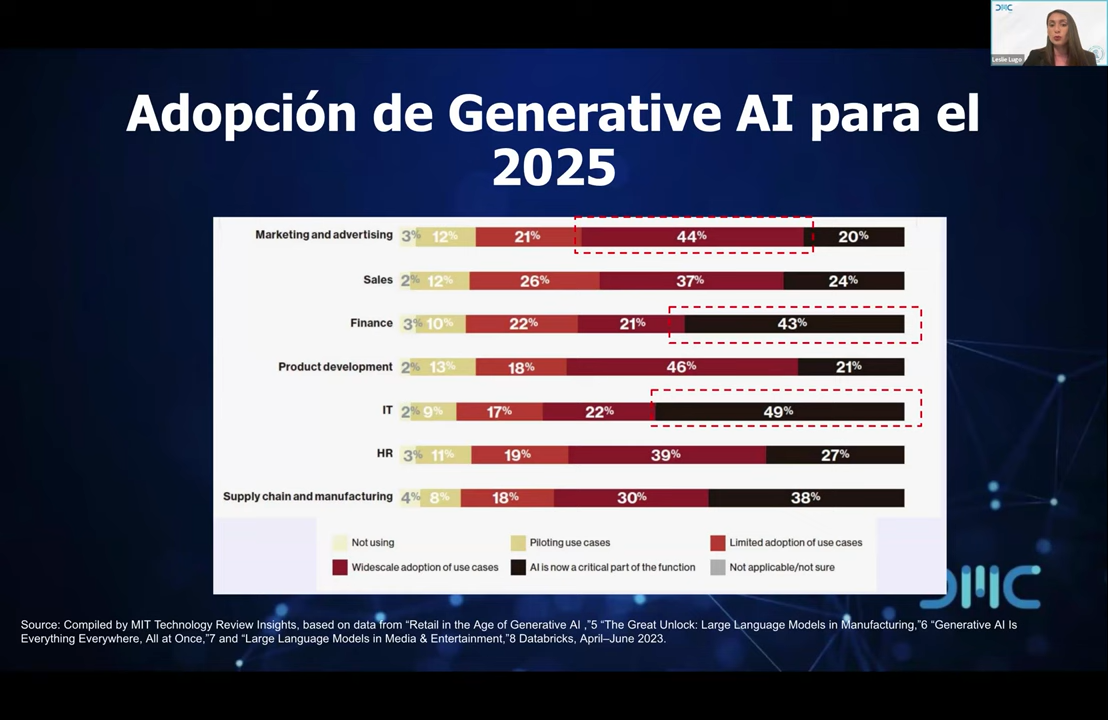 DMC
Leslie Lugo
Adopción de Generative AI para el
2025
Marketing and advertising 3% 12% 21% 44% 20%
Sales 2% 12% 26% 37% 24%
Finance 3% 10% 22% 21% 43%
Product development 2% 13% 18% 46% 21%
IT 2% 9% 17% 22% 49%
HR 3% 11% 19% 39% 27%
Supply chain and manufacturing 4% 8% 18% 30% 38%
Not using Piloting use cases Limited adoption of use cases
Widescale adoption of use cases AI is now a critical part of the function Not applicable/not sure
DMC
Source: Compiled by MIT Technology Review Insights, based on data from “Retail in the Age of Generative AI ,”5 “The Great Unlock: Large Language Models in Manufacturing,”6 “Generative AI Is
Everything Everywhere, All at Once,”7 and “Large Language Models in Media & Entertainment,”8 Databricks, April–June 2023.